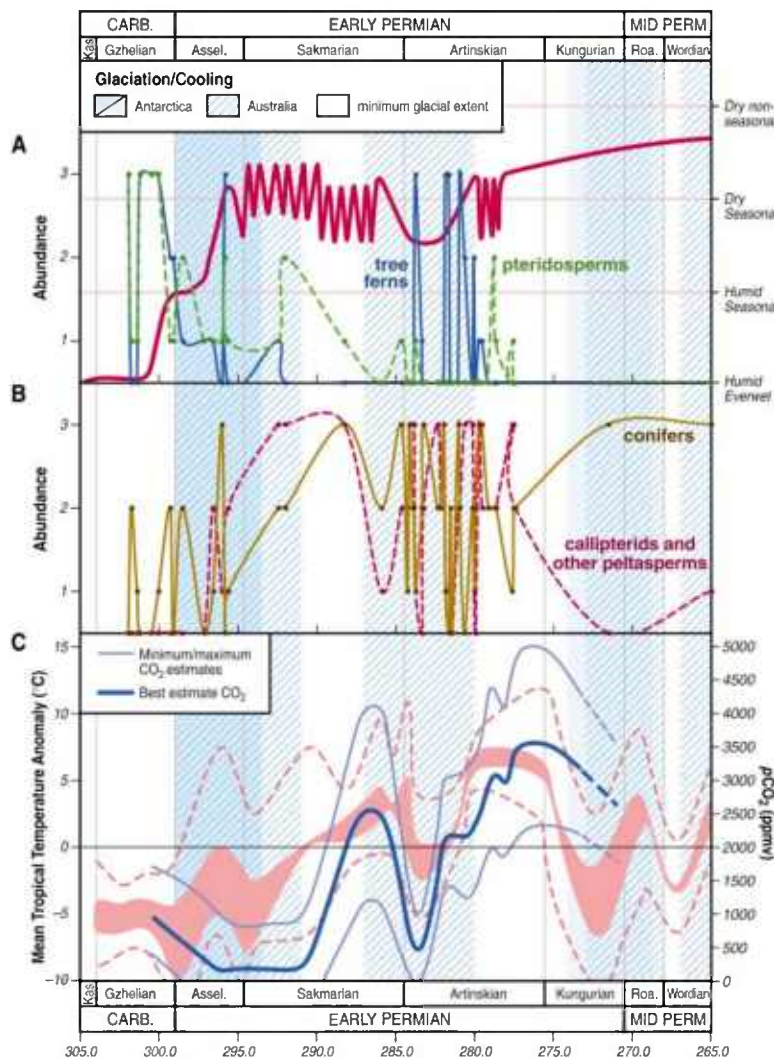 CARB. EARLY PERMIAN MID PERM
Kas Gzhelian Assel. Sakmarian Artinskian Kungurian Roa. Wordian
Glaciation/Cooling
Antarctica Australia minimum glacial extent
A
Dry non-
seasonal
3
Dry
Seasonal
Abundance
2
tree
ferns
pteridosperms
Humid
Seasonal
1
Humid
Everwet
B
3
conifers
Abundance
2
callipterids and
other peltasperms
1
C
15 5000
Minimum/maximum
CO₂ estimates
Best estimate CO₂
4500
10 4000
3500
5 3000
2500
0 2000
1500
-5 1000
500
-10 0
Mean Tropical Temperature Anomaly (°C)
pCO₂ (ppmv)
Kas Gzhelian Assel. Sakmarian Artinskian Kungurian Roa. Wordian
CARB. EARLY PERMIAN MID PERM
305.0 300.0 295.0 290.0 285.0 280.0 275.0 270.0 265.0